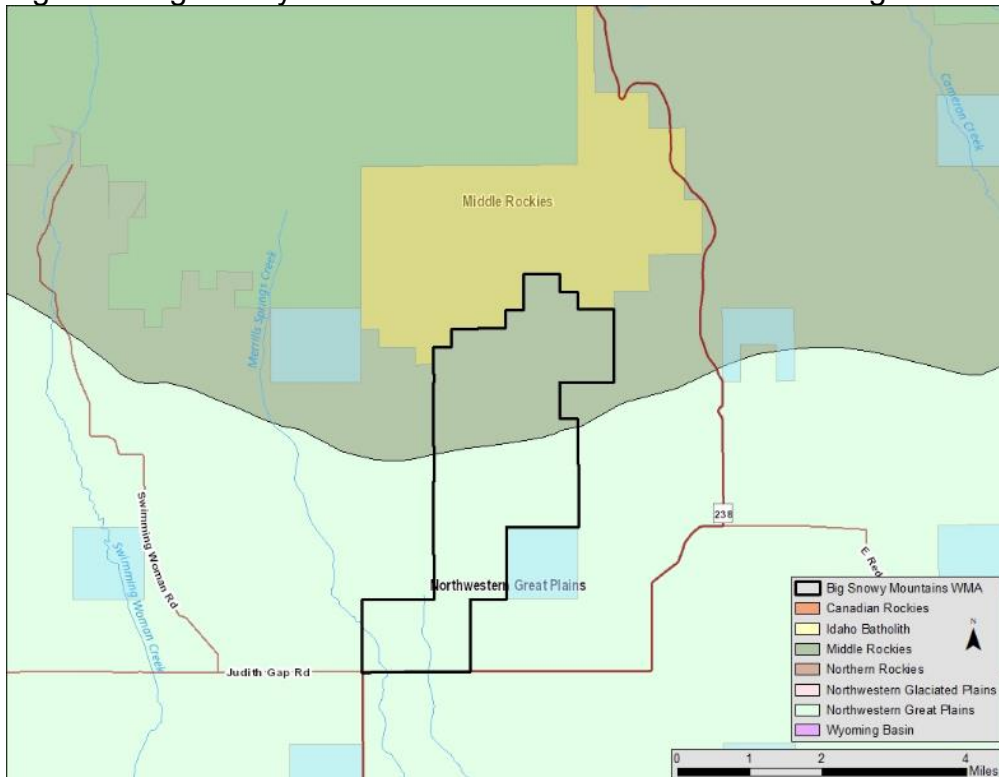 Cameron Creek
Middle Rockies
Merrills Springs Creek
Swimming Woman Rd
Swimming Woman Creek
238
E Red
Northwestern Great Plains
Judith Gap Rd
N
Big Snowy Mountains WMA
Canadian Rockies
Idaho Batholith
Middle Rockies
Northern Rockies
Northwestern Glaciated Plains
Northwestern Great Plains
Wyoming Basin
0 1 2 4
Miles